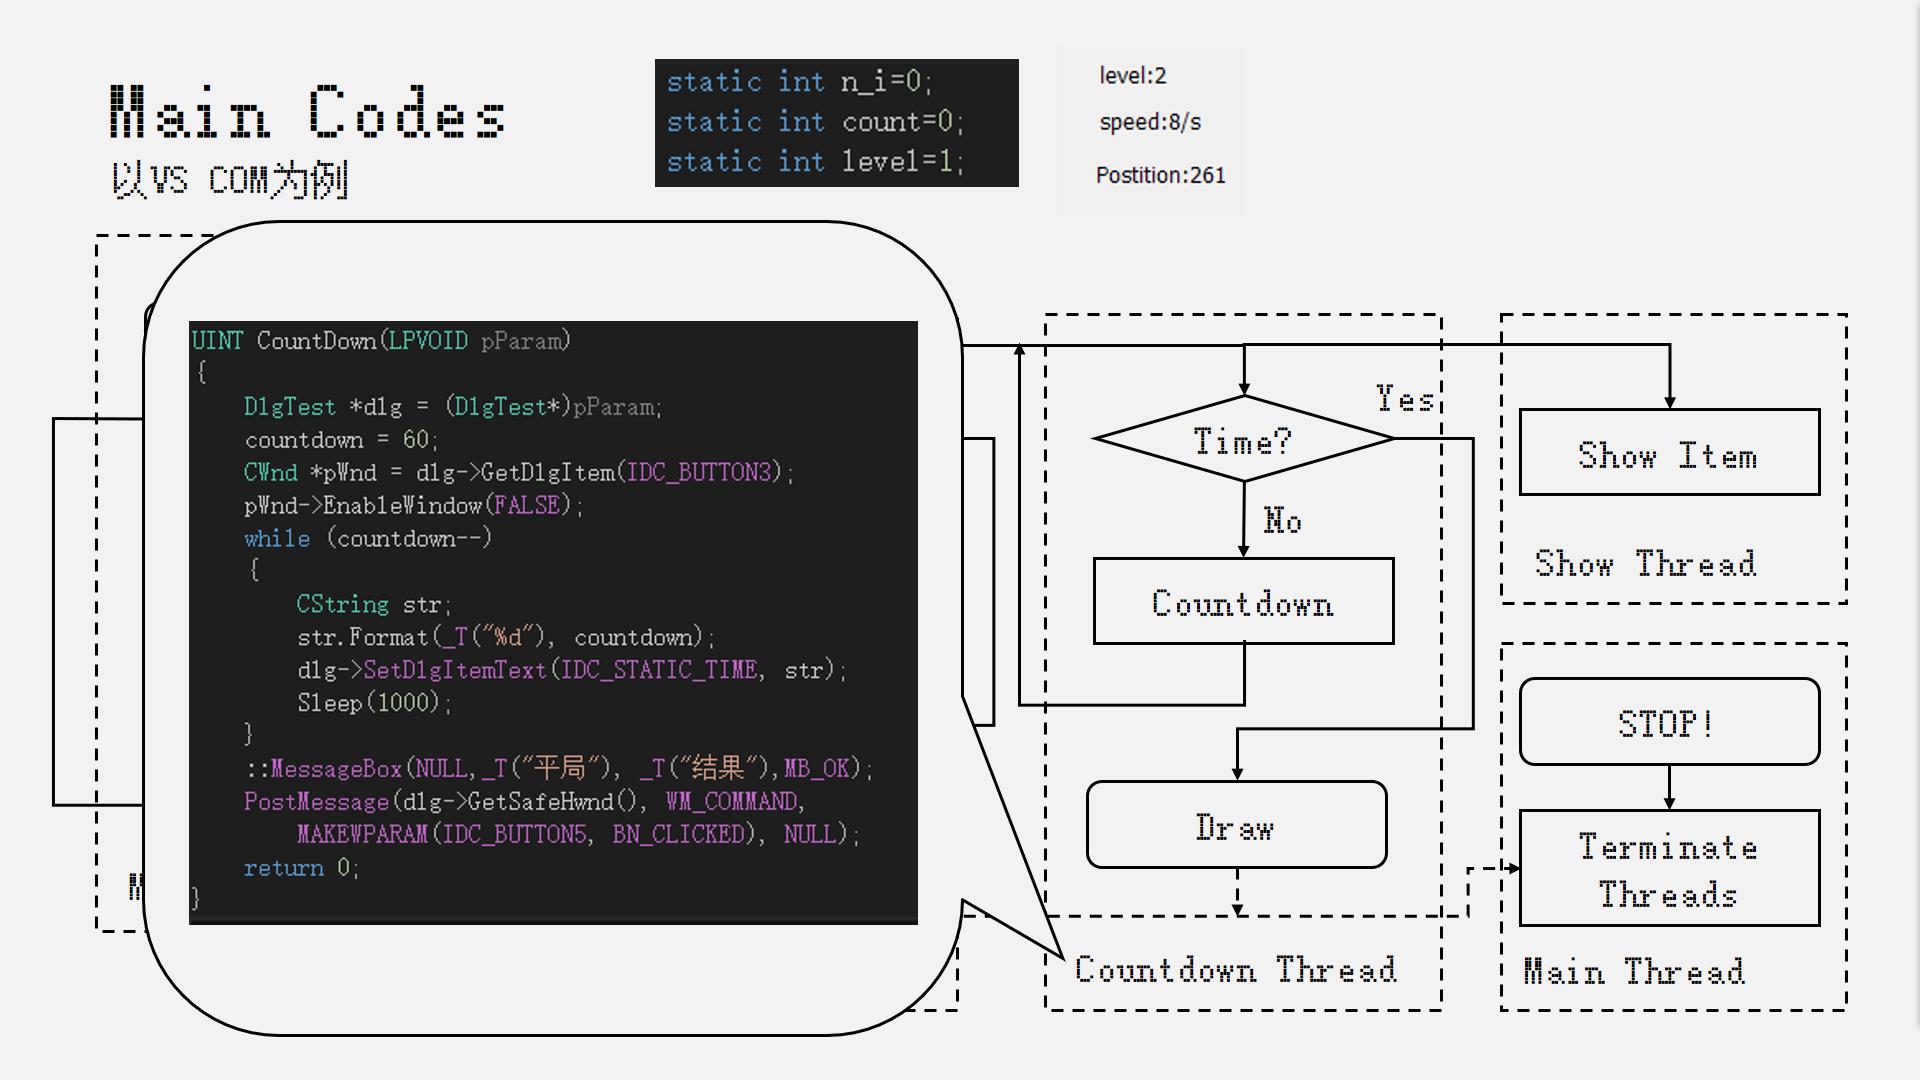 Main Codes
以VS COM为例
static int n_i=0;
static int count=0;
static int level=1;
level:2
speed:8/s
Postition:261
UINT CountDown(LPVOID pParam)
{
DlgTest *dlg = (DlgTest*)pParam;
countdown = 60;
CWnd *pWnd = dlg->GetDlgItem(IDC_BUTTON3);
pWnd->EnableWindow(FALSE);
while (countdown--)
{
CString str;
str.Format(_T("%d"), countdown);
dlg->SetDlgItemText(IDC_STATIC_TIME, str);
Sleep(1000);
}
::MessageBox(NULL,_T("平局"), _T("结果"),MB_OK);
PostMessage(dlg->GetSafeHwnd(), WM_COMMAND,
MAKEWPARAM(IDC_BUTTON5, BN_CLICKED), NULL);
return 0;
}
Time?
Yes
No
Countdown
Draw
Countdown Thread
Show Item
Show Thread
STOP!
Terminate
Threads
Main Thread